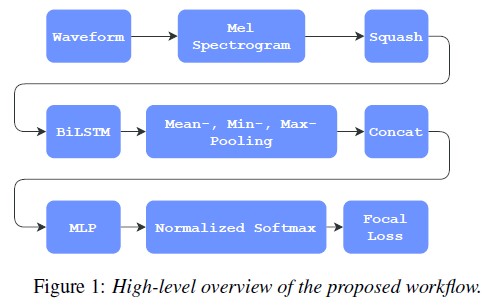 Waveform
Mel
Spectrogram
Squash
BiLSTM
Mean-, Min-, Max-
Pooling
Concat
MLP
Normalized Softmax
Focal
Loss
Figure 1: High-level overview of the proposed workflow.